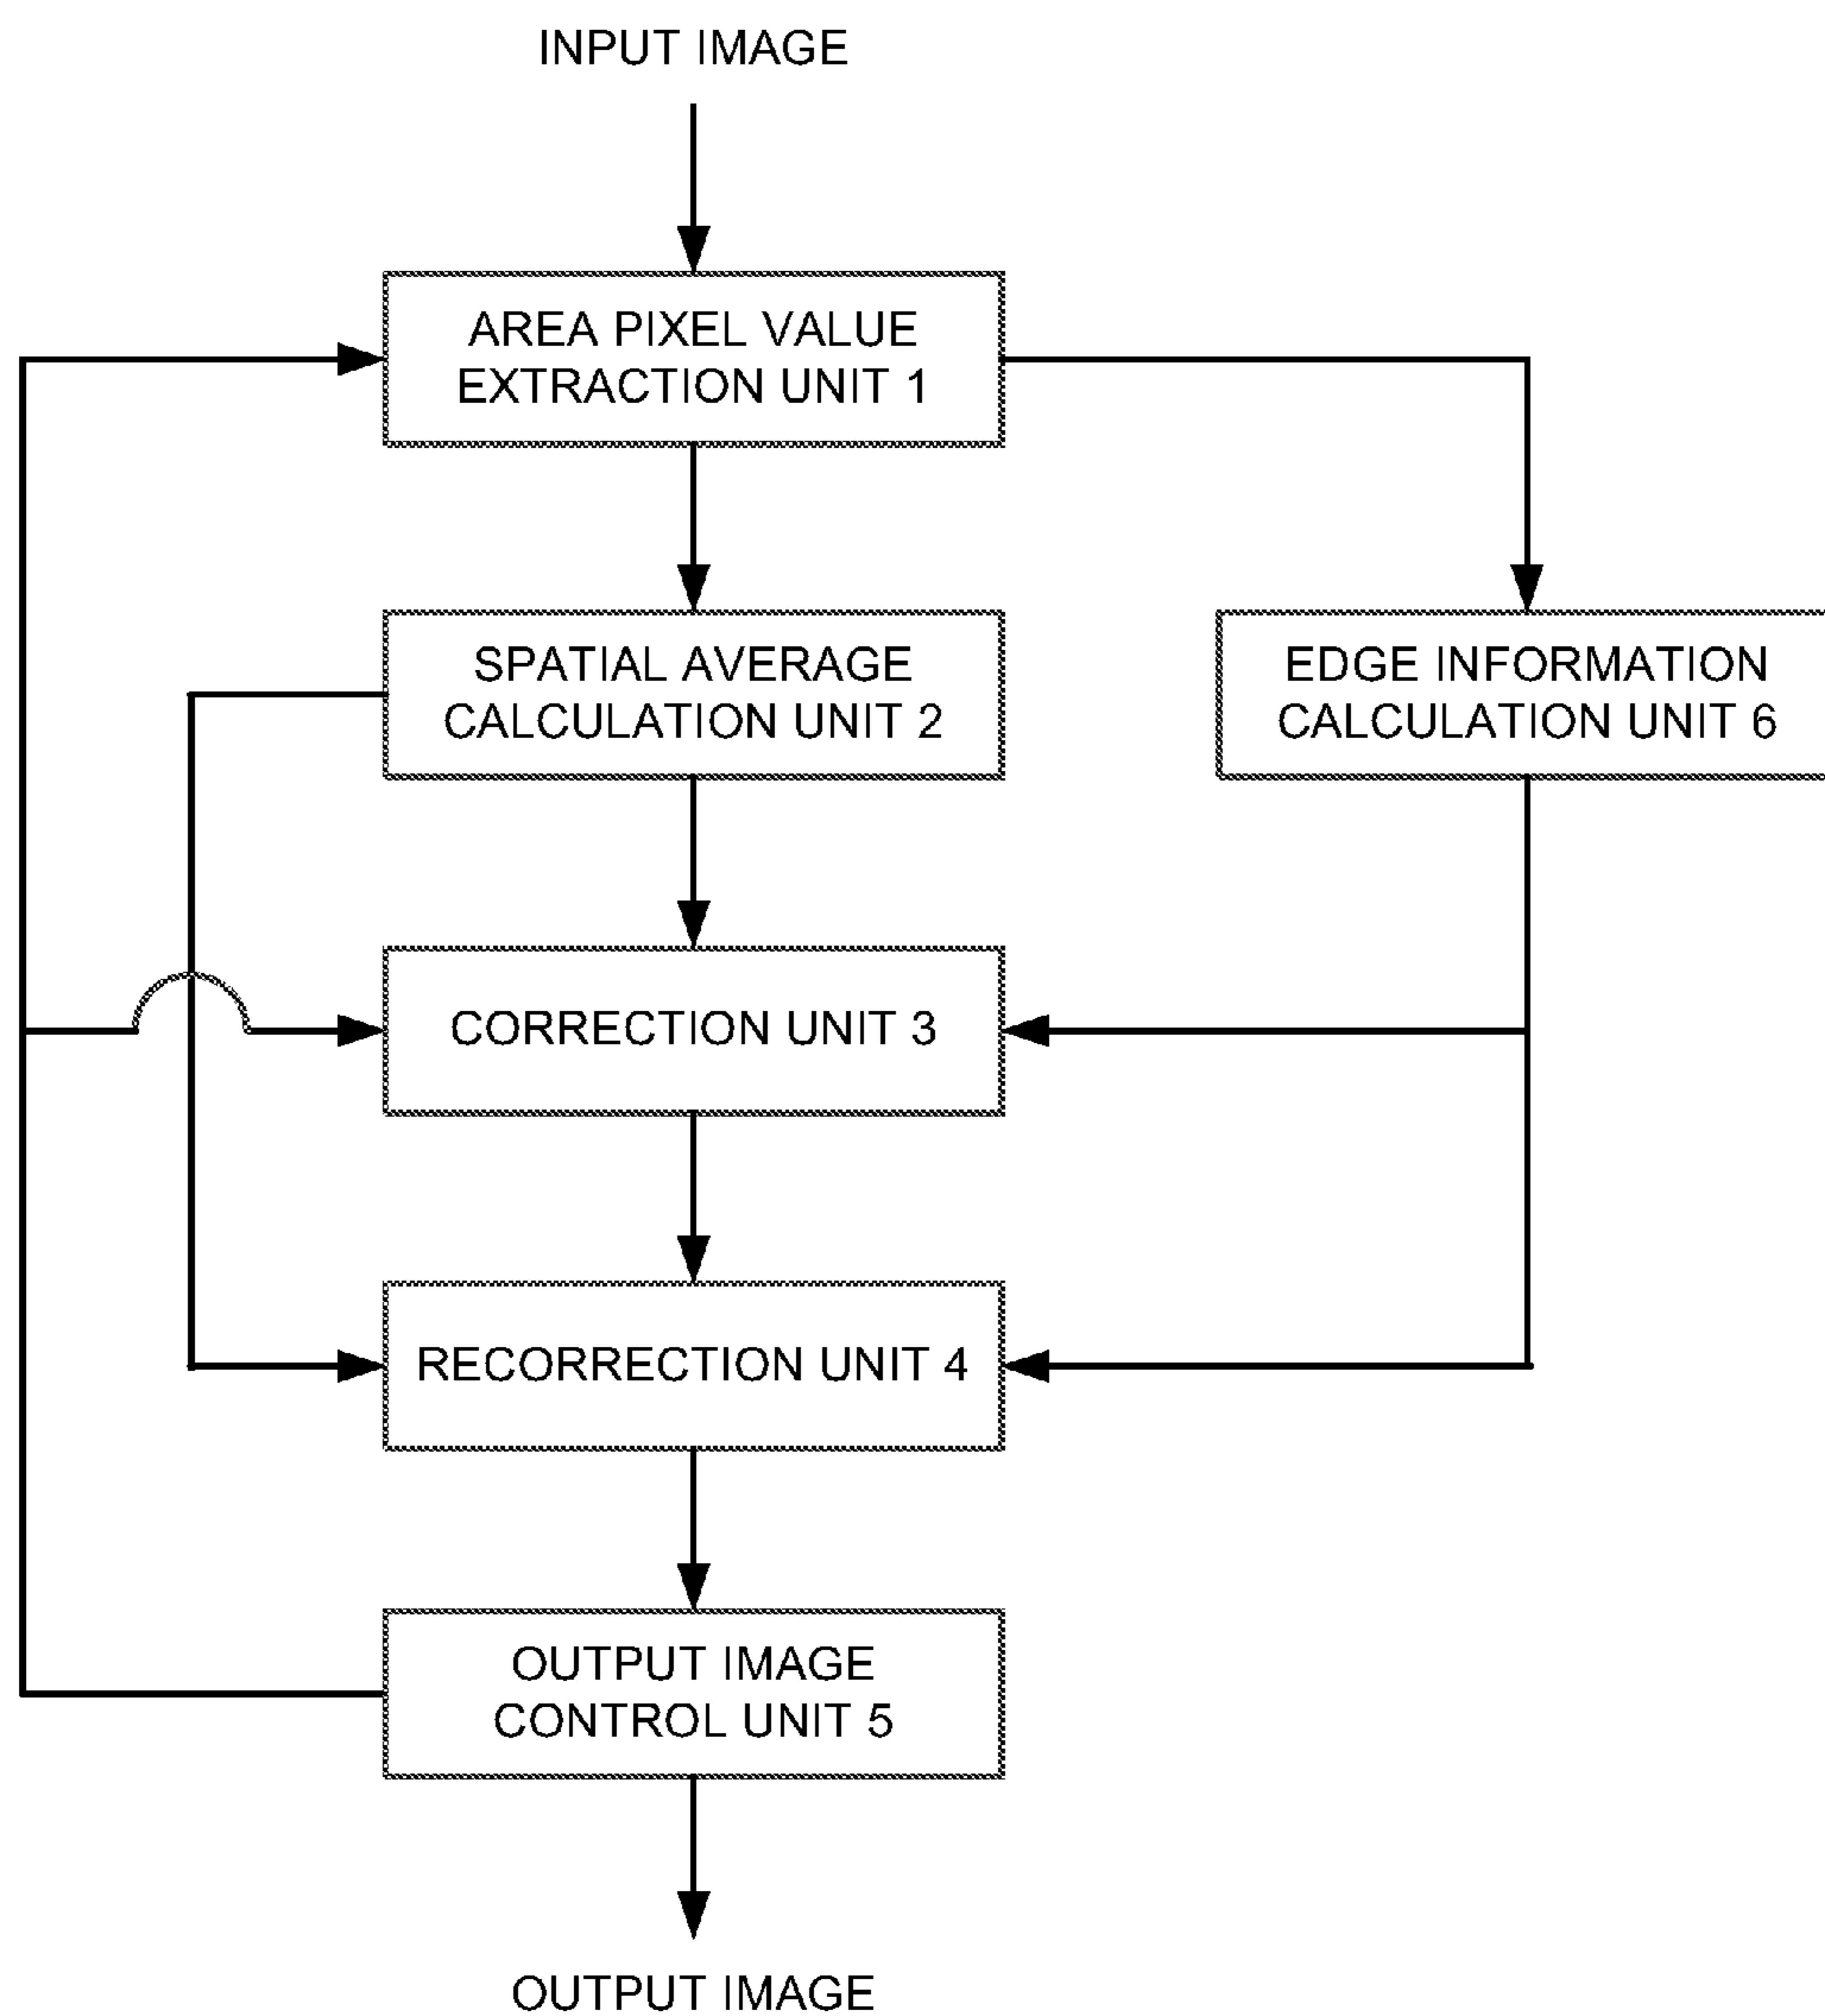 INPUT IMAGE
AREA PIXEL VALUE
EXTRACTION UNIT 1
SPATIAL AVERAGE
CALCULATION UNIT 2
EDGE INFORMATION
CALCULATION UNIT 6
CORRECTION UNIT 3
RECORRECTION UNIT 4
OUTPUT IMAGE
CONTROL UNIT 5
OUTPUT IMAGE